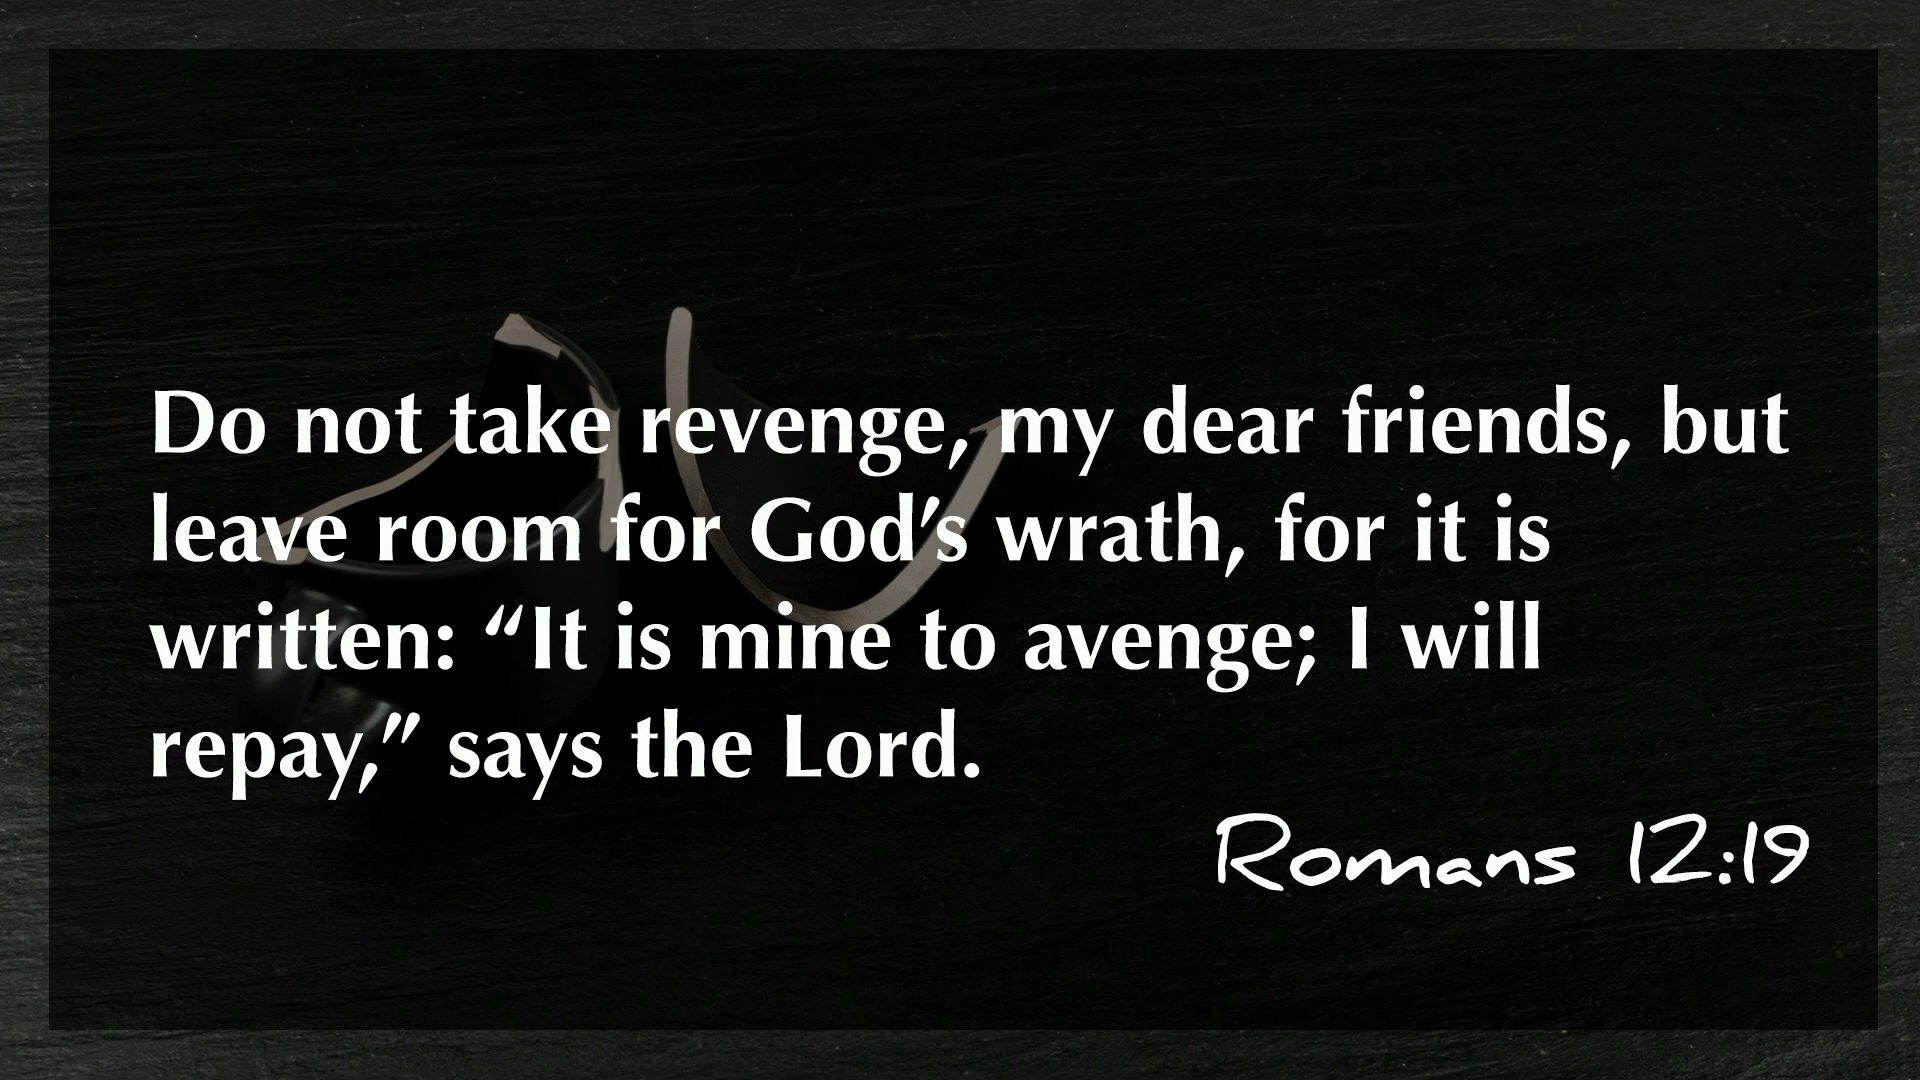 Do not take revenge, my dear friends, but
leave room for God’s wrath, for it is
written: “It is mine to avenge; I will
repay,” says the Lord.
Romans 12:19